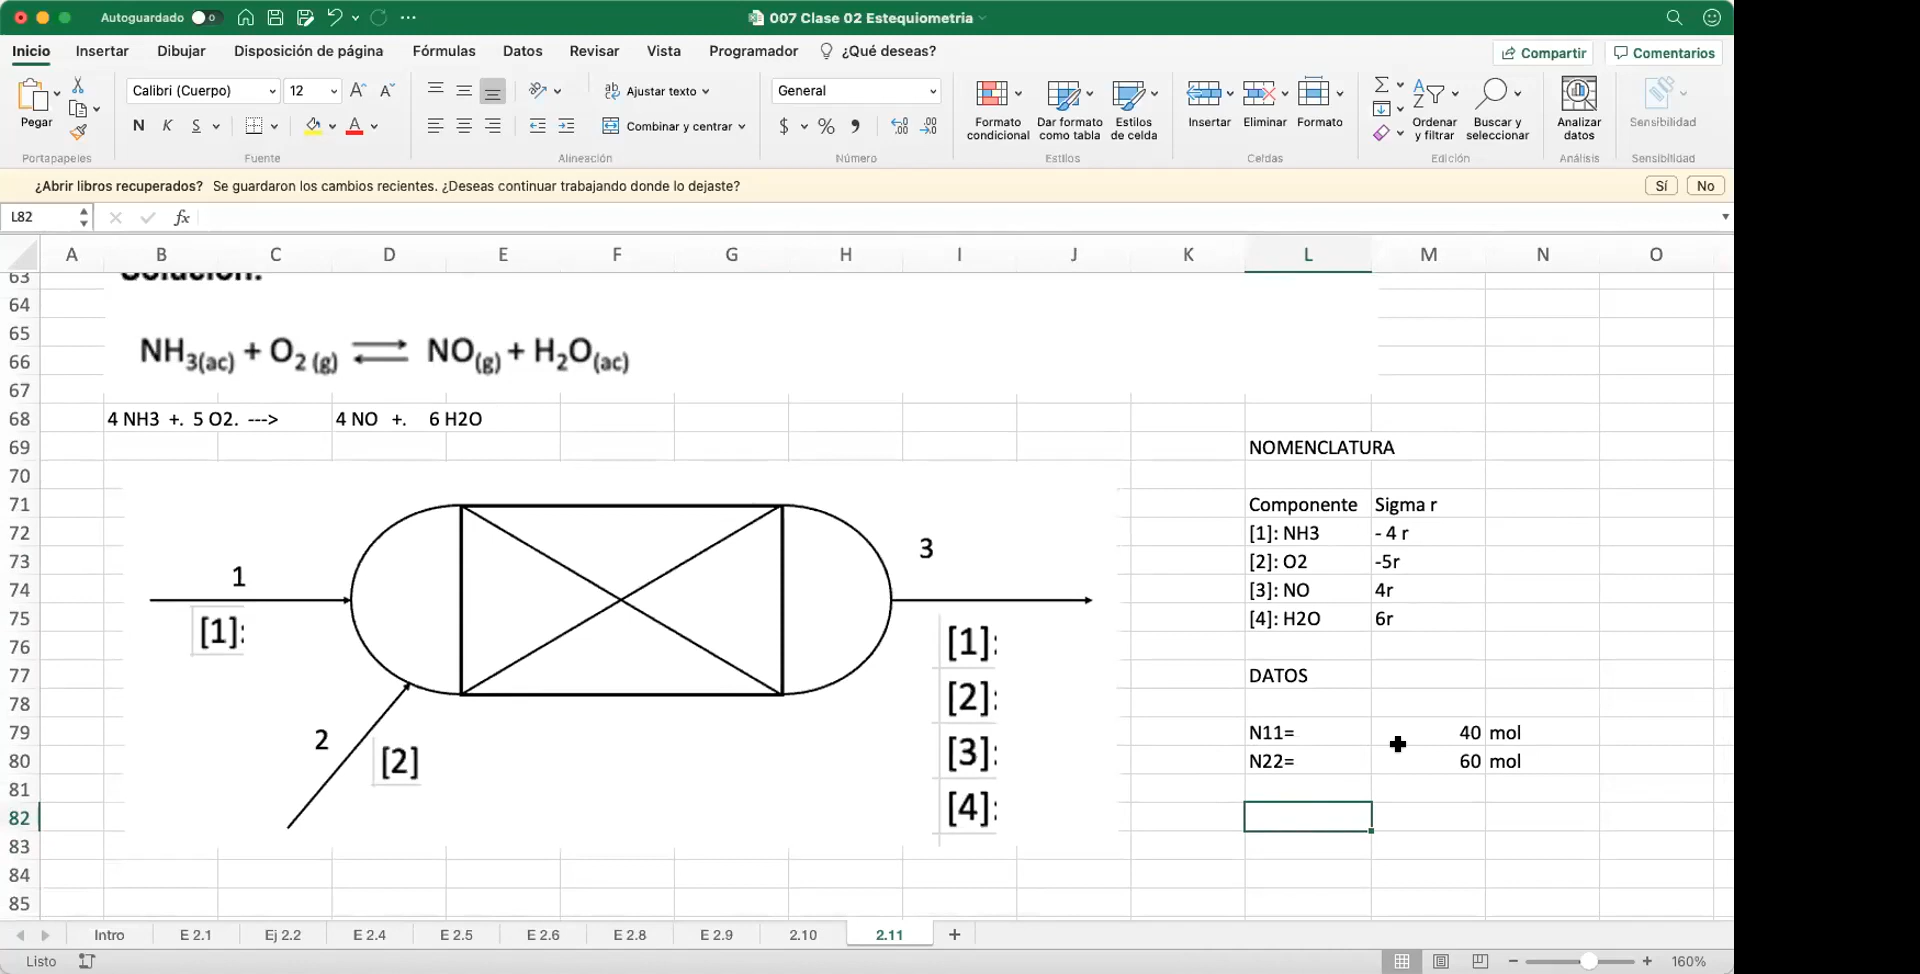 Autoguardado
007 Clase 02 Estequiometria
Inicio Insertar Dibujar Disposición de página Fórmulas Datos Revisar Vista Programador ¿Qué deseas? Compartir Comentarios
Pegar
Calibri (Cuerpo) 12
N K S
Ajustar texto
Combinar y centrar
General
$ % 9
Formato condicional
Dar formato como tabla
Estilos de celda
Insertar Eliminar Formato
Ordenar y filtrar
Buscar y seleccionar
Analizar datos
Sensibilidad
Portapapeles Fuente Alineación Número Estilos Celdas Edición Análisis Sensibilidad
¿Abrir libros recuperados? Se guardaron los cambios recientes. ¿Deseas continuar trabajando donde lo dejaste? Sí No
L82 fx
A B C D E F G H I J K L M N O
63 Solución:
64
65
66 NH3(ac) + O2 (g) ⇌ NO(g) + H2O(ac)
67
68 4 NH3 +. 5 O2. ---> 4 NO +. 6 H2O
69 NOMENCLATURA
70
71 Componente Sigma r
72 [1]: NH3 - 4 r
73 [2]: O2 -5r
74 [3]: NO 4r
75 [4]: H2O 6r
76
77 DATOS
78
79 N11= 40 mol
80 N22= 60 mol
81
82
83
84
85
1
[1]:
2
[2]
3
[1]:
[2]:
[3]:
[4]:
Intro E 2.1 Ej 2.2 E 2.4 E 2.5 E 2.6 E 2.8 E 2.9 2.10 2.11 +
Listo 160%